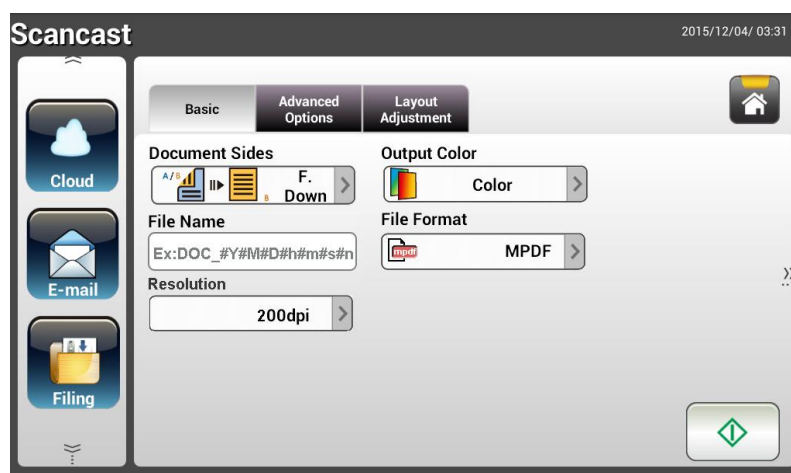 Scancast
2015/12/04/ 03:31
Cloud
E-mail
Filing
Basic
Advanced
Options
Layout
Adjustment
Document Sides
A/B
B
F.
Down
Output Color
Color
File Name
Ex:DOC_#Y#M#D#h#m#s#n
File Format
mpdf
MPDF
Resolution
200dpi